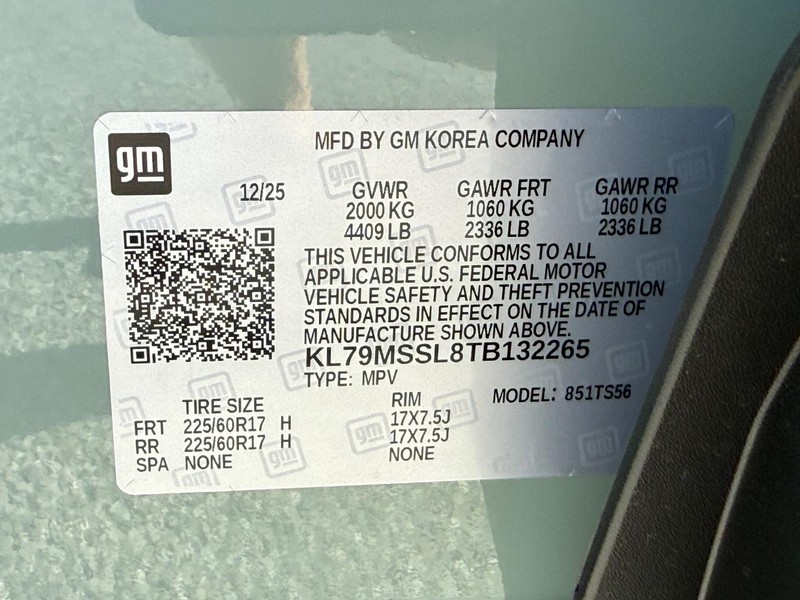 gm
MFD BY GM KOREA COMPANY
12/25 GVWR GAWR FRT GAWR RR
2000 KG 1060 KG 1060 KG
4409 LB 2336 LB 2336 LB
THIS VEHICLE CONFORMS TO ALL
APPLICABLE U.S. FEDERAL MOTOR
VEHICLE SAFETY AND THEFT PREVENTION
STANDARDS IN EFFECT ON THE DATE OF
MANUFACTURE SHOWN ABOVE.
KL79MSSL8TB132265
TYPE: MPV MODEL: 851TS56
TIRE SIZE RIM
FRT 225/60R17 H 17X7.5J
RR 225/60R17 H 17X7.5J
SPA NONE NONE